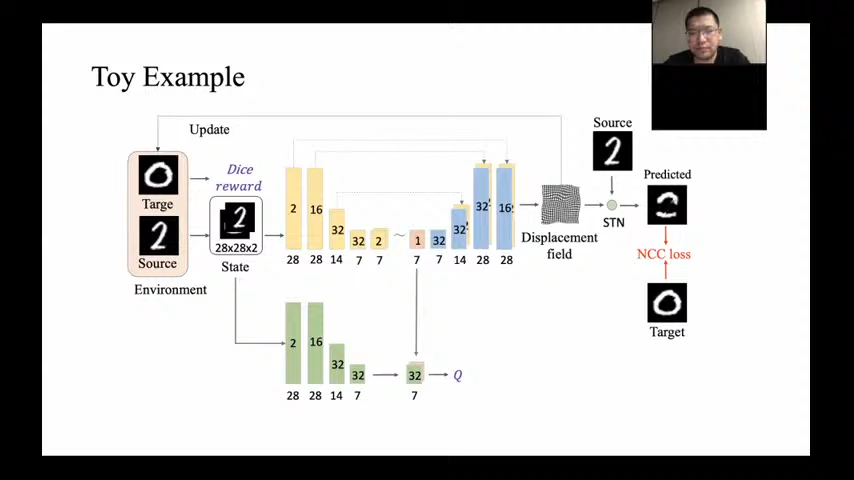 Toy Example
Update
Source
Dice
reward
Targe
Predicted
Source
28x28x2
State
Environment
2 16 32 32 2 ~ 1 32 32 32 16
28 28 14 7 7 7 7 14 28 28
Displacement
field
STN
NCC loss
Target
2 16 32 32 32 Q
28 28 14 7 7